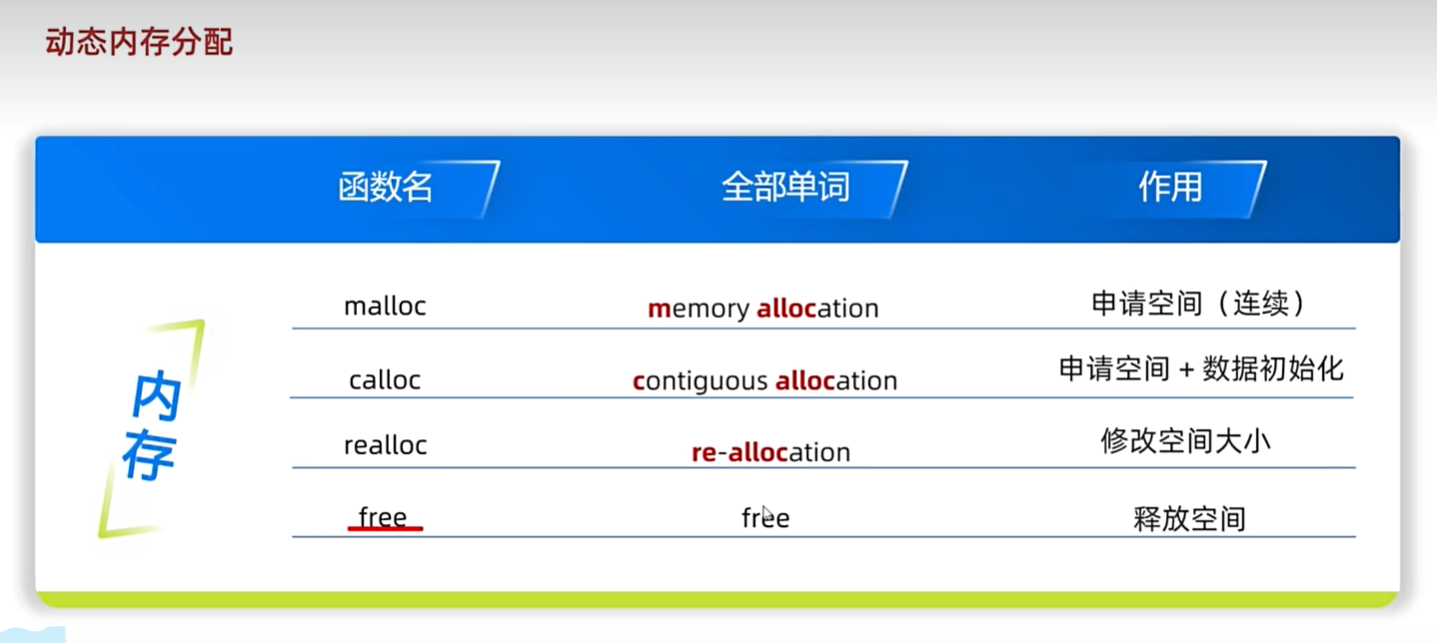 动态内存分配
函数名 全部单词 作用
内存
malloc memory allocation 申请空间（连续）
calloc contiguous allocation 申请空间 + 数据初始化
realloc re-allocation 修改空间大小
free free 释放空间